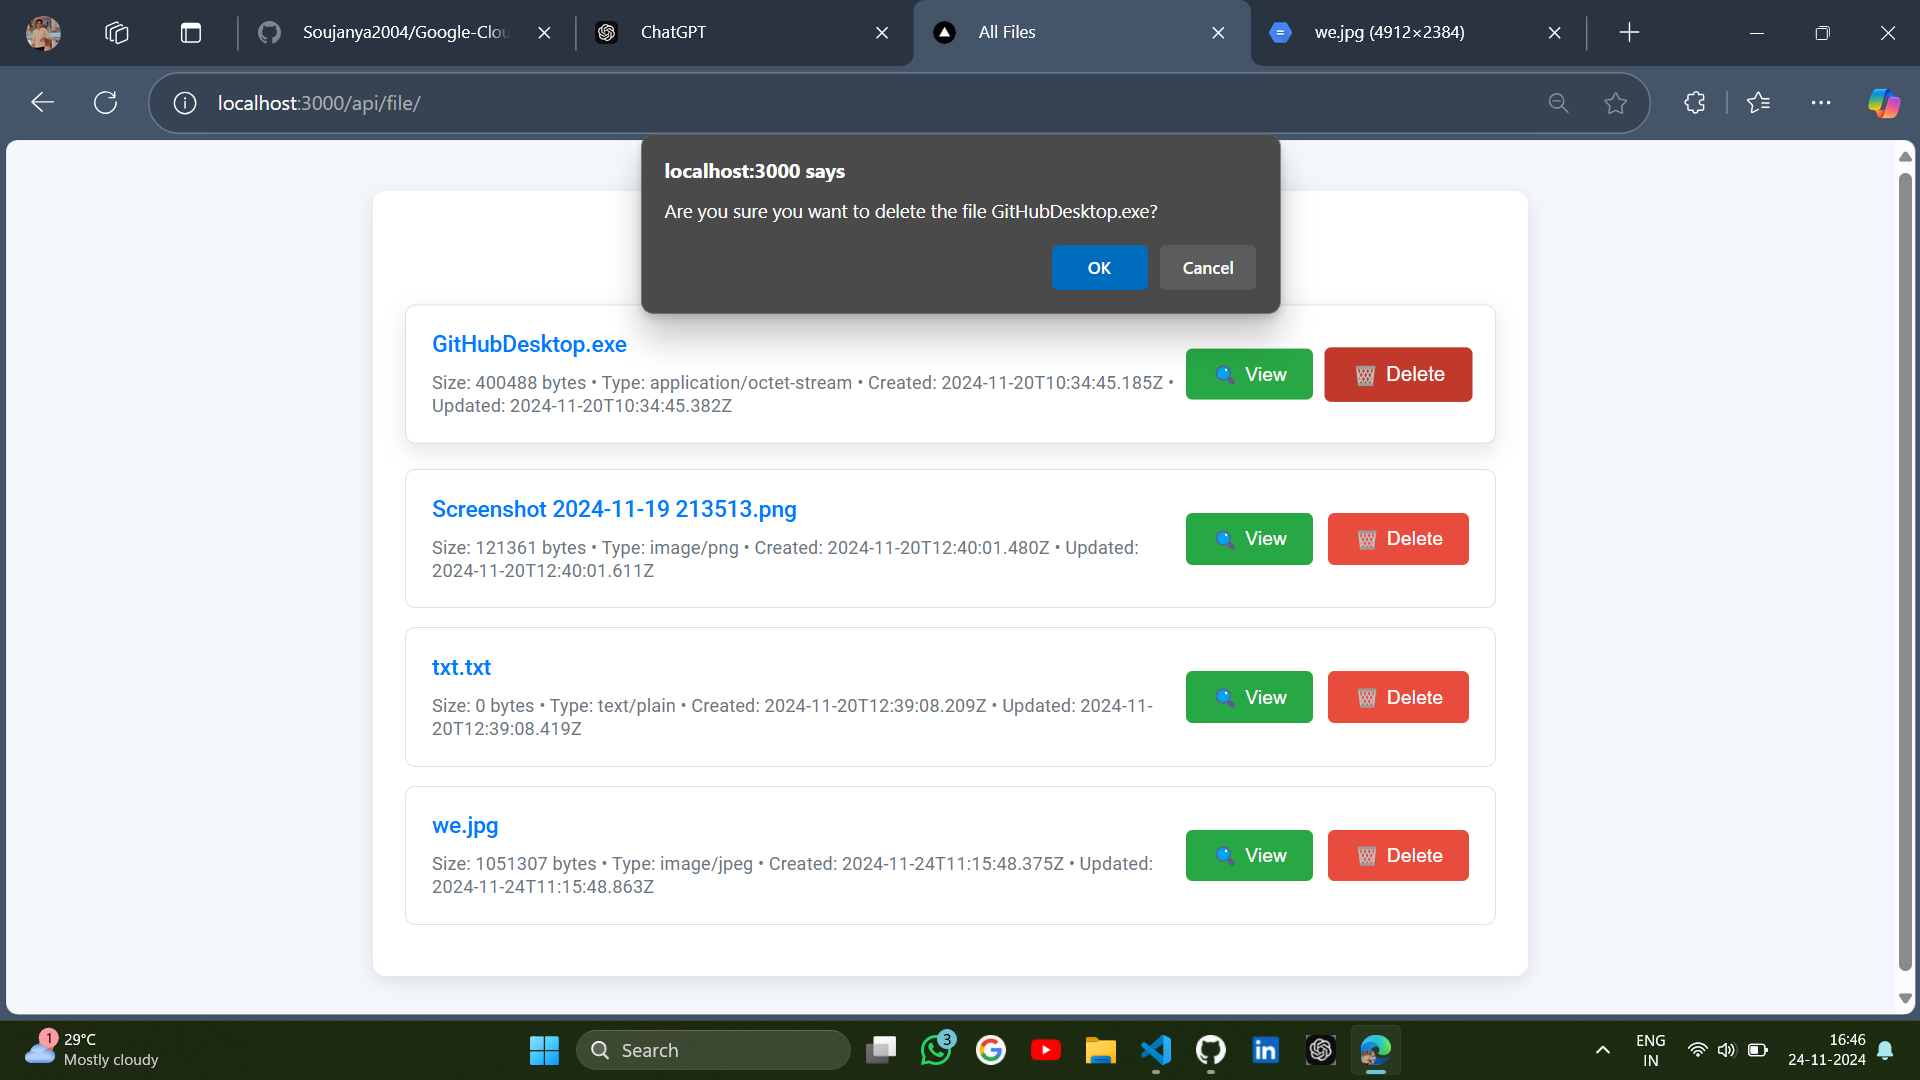 Soujanya2004/Google-Clou
ChatGPT
All Files
we.jpg (4912×2384)
localhost:3000/api/file/
localhost:3000 says
Are you sure you want to delete the file GitHubDesktop.exe?
OK
Cancel
GitHubDesktop.exe
Size: 400488 bytes • Type: application/octet-stream • Created: 2024-11-20T10:34:45.185Z •
Updated: 2024-11-20T10:34:45.382Z
View
Delete
Screenshot 2024-11-19 213513.png
Size: 121361 bytes • Type: image/png • Created: 2024-11-20T12:40:01.480Z • Updated:
2024-11-20T12:40:01.611Z
View
Delete
txt.txt
Size: 0 bytes • Type: text/plain • Created: 2024-11-20T12:39:08.209Z • Updated: 2024-11-
20T12:39:08.419Z
View
Delete
we.jpg
Size: 1051307 bytes • Type: image/jpeg • Created: 2024-11-24T11:15:48.375Z • Updated:
2024-11-24T11:15:48.863Z
View
Delete
1
29°C
Mostly cloudy
Search
3
in
ENG
IN
16:46
24-11-2024